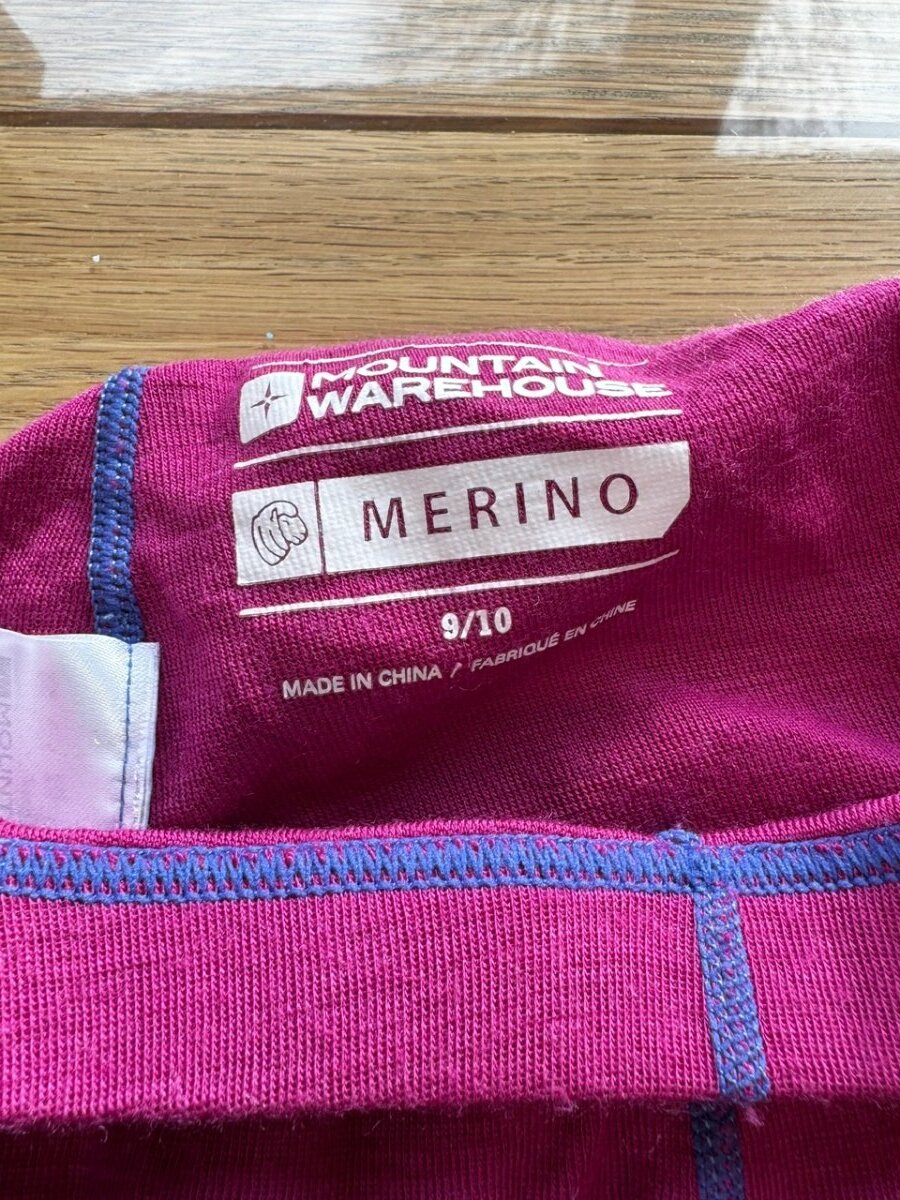 MOUNTAIN
WAREHOUSE
MERINO
9/10
MADE IN CHINA / FABRIQUÉ EN CHINE